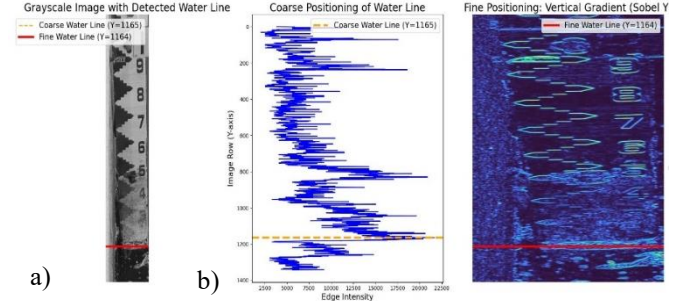 Grayscale Image with Detected Water Line
Coarse Water Line (Y=1165)
Fine Water Line (Y=1164)
9
8
7
6
5
4
a)
Coarse Positioning of Water Line
Coarse Water Line (Y=1165)
0
200
400
600
800
1000
1200
1400
Image Row (Y-axis)
2500
5000
7500
10000
12500
15000
17500
20000
22500
Edge Intensity
b)
Fine Positioning: Vertical Gradient (Sobel Y
Fine Water Line (Y=1164)